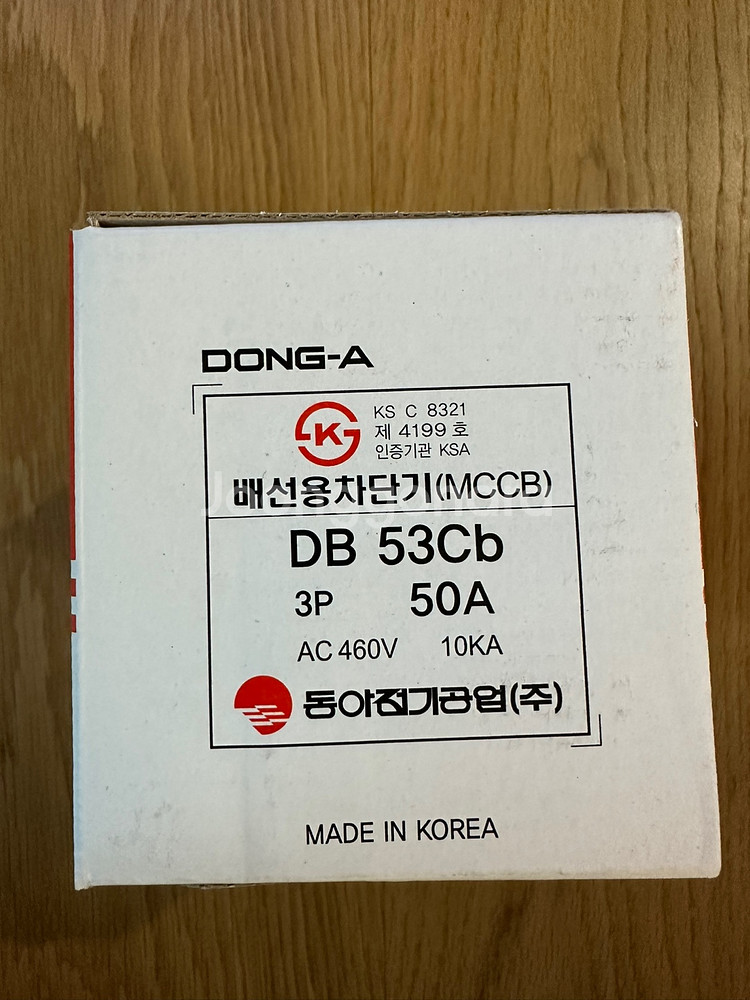 DONG-A
KS C 8321
제 4199 호
인증기관 KSA
배선용차단기(MCCB)
DB 53Cb
3P 50A
AC 460V 10KA
동아전기공업(주)
MADE IN KOREA